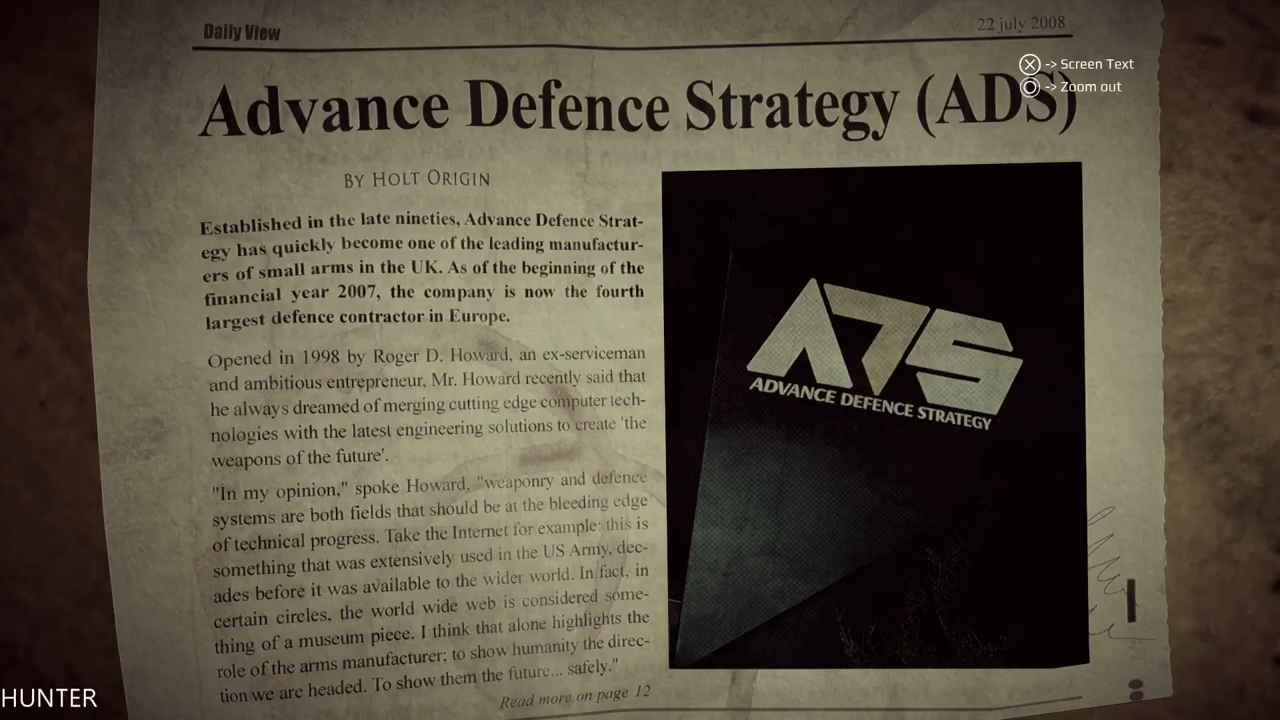 Daily View
22 july 2008
-> Screen Text
-> Zoom out
Advance Defence Strategy (ADS)
BY HOLT ORIGIN
Established in the late nineties, Advance Defence Strat-
egy has quickly become one of the leading manufactur-
ers of small arms in the UK. As of the beginning of the
financial year 2007, the company is now the fourth
largest defence contractor in Europe.
Opened in 1998 by Roger D. Howard, an ex-serviceman
and ambitious entrepreneur, Mr. Howard recently said that
he always dreamed of merging cutting edge computer tech-
nologies with the latest engineering solutions to create 'the
weapons of the future'.
"In my opinion," spoke Howard, "weaponry and defence
systems are both fields that should be at the bleeding edge
of technical progress. Take the Internet for example: this is
something that was extensively used in the US Army, dec-
ades before it was available to the wider world. In fact, in
certain circles, the world wide web is considered some-
thing of a museum piece. I think that alone highlights the
role of the arms manufacturer; to show humanity the direc-
tion we are headed. To show them the future... safely."
Read more on page 12
ADS
ADVANCE DEFENCE STRATEGY
HUNTER